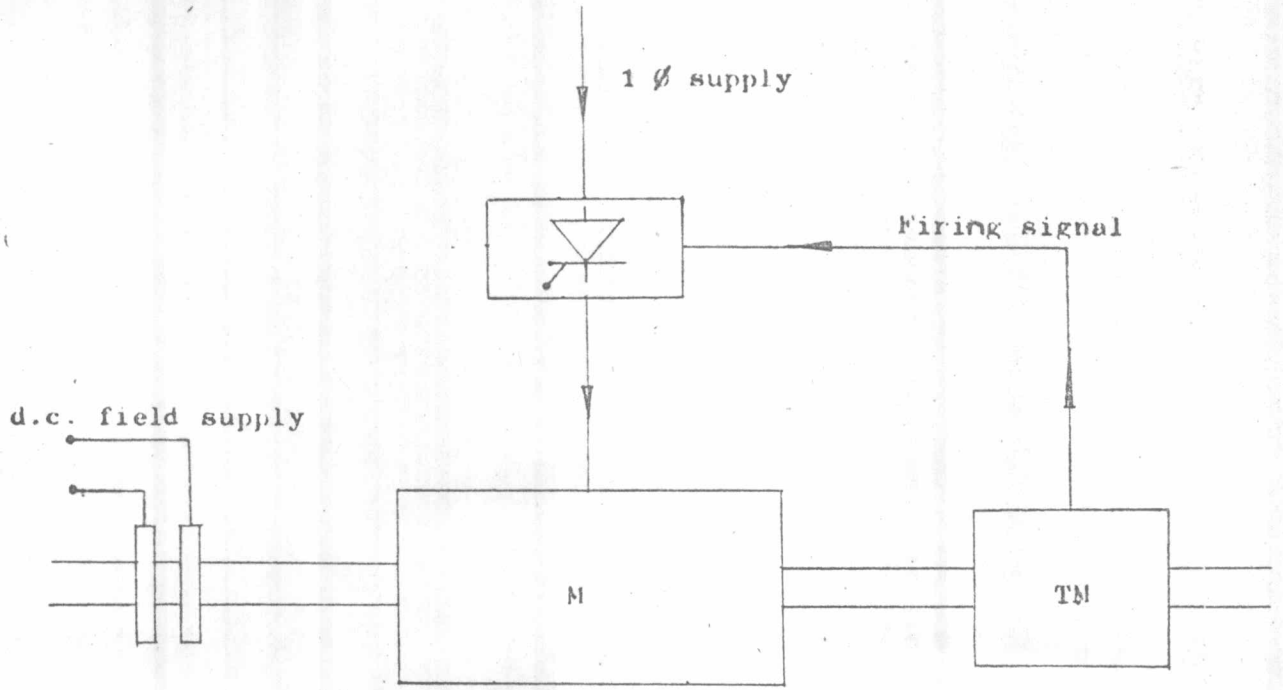 1 Ø supply
Firing signal
d.c. field supply
M
TM